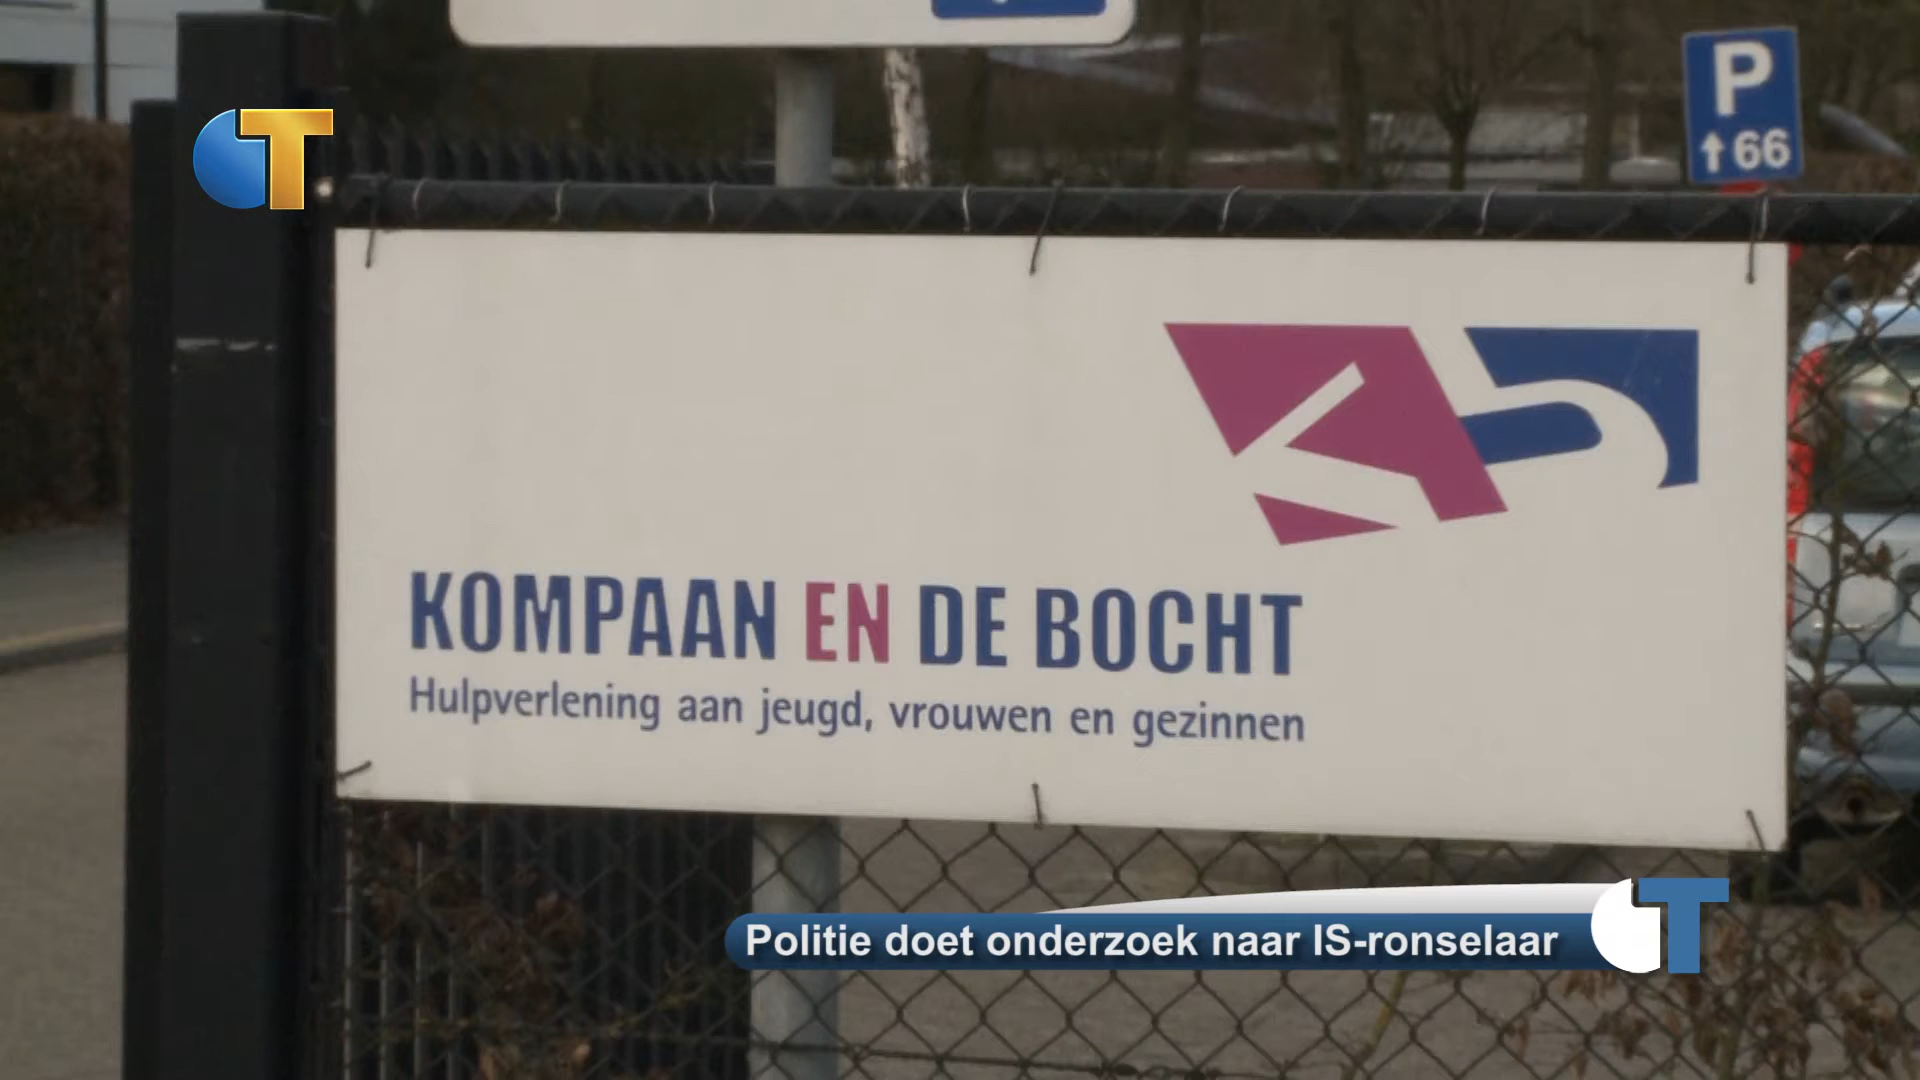 P
↑66
KOMPAAN EN DE BOCHT
Hulpverlening aan jeugd, vrouwen en gezinnen
Politie doet onderzoek naar IS-ronselaar